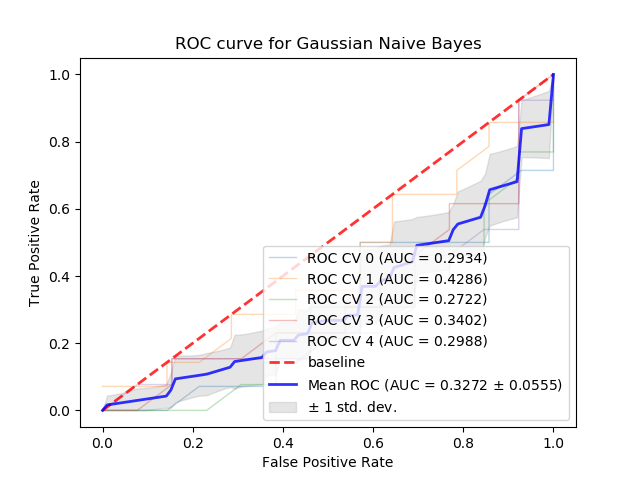 ROC curve for Gaussian Naive Bayes
True Positive Rate
1.0
0.8
0.6
0.4
0.2
0.0
ROC CV 0 (AUC = 0.2934)
ROC CV 1 (AUC = 0.4286)
ROC CV 2 (AUC = 0.2722)
ROC CV 3 (AUC = 0.3402)
ROC CV 4 (AUC = 0.2988)
baseline
Mean ROC (AUC = 0.3272 ± 0.0555)
± 1 std. dev.
0.0 0.2 0.4 0.6 0.8 1.0
False Positive Rate